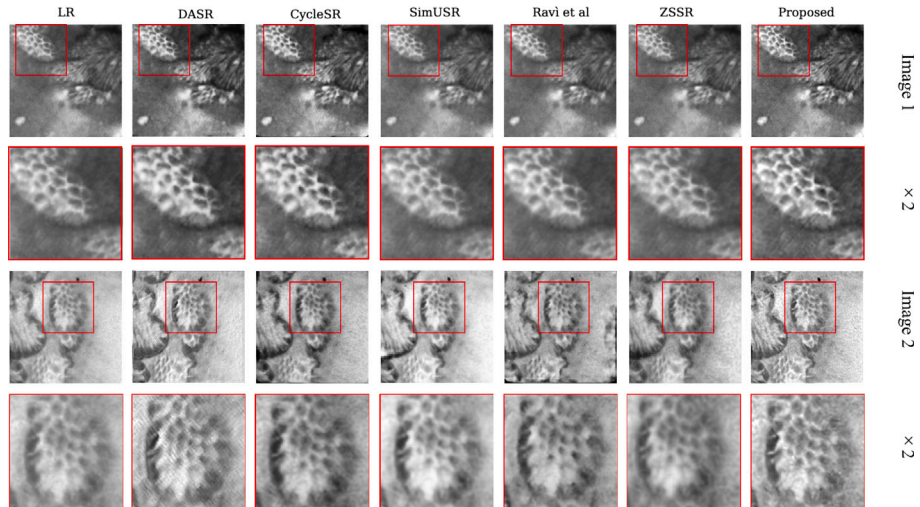 LR DASR CycleSR SimUSR Ravì et al ZSSR Proposed
Image 1
×2
Image 2
×2